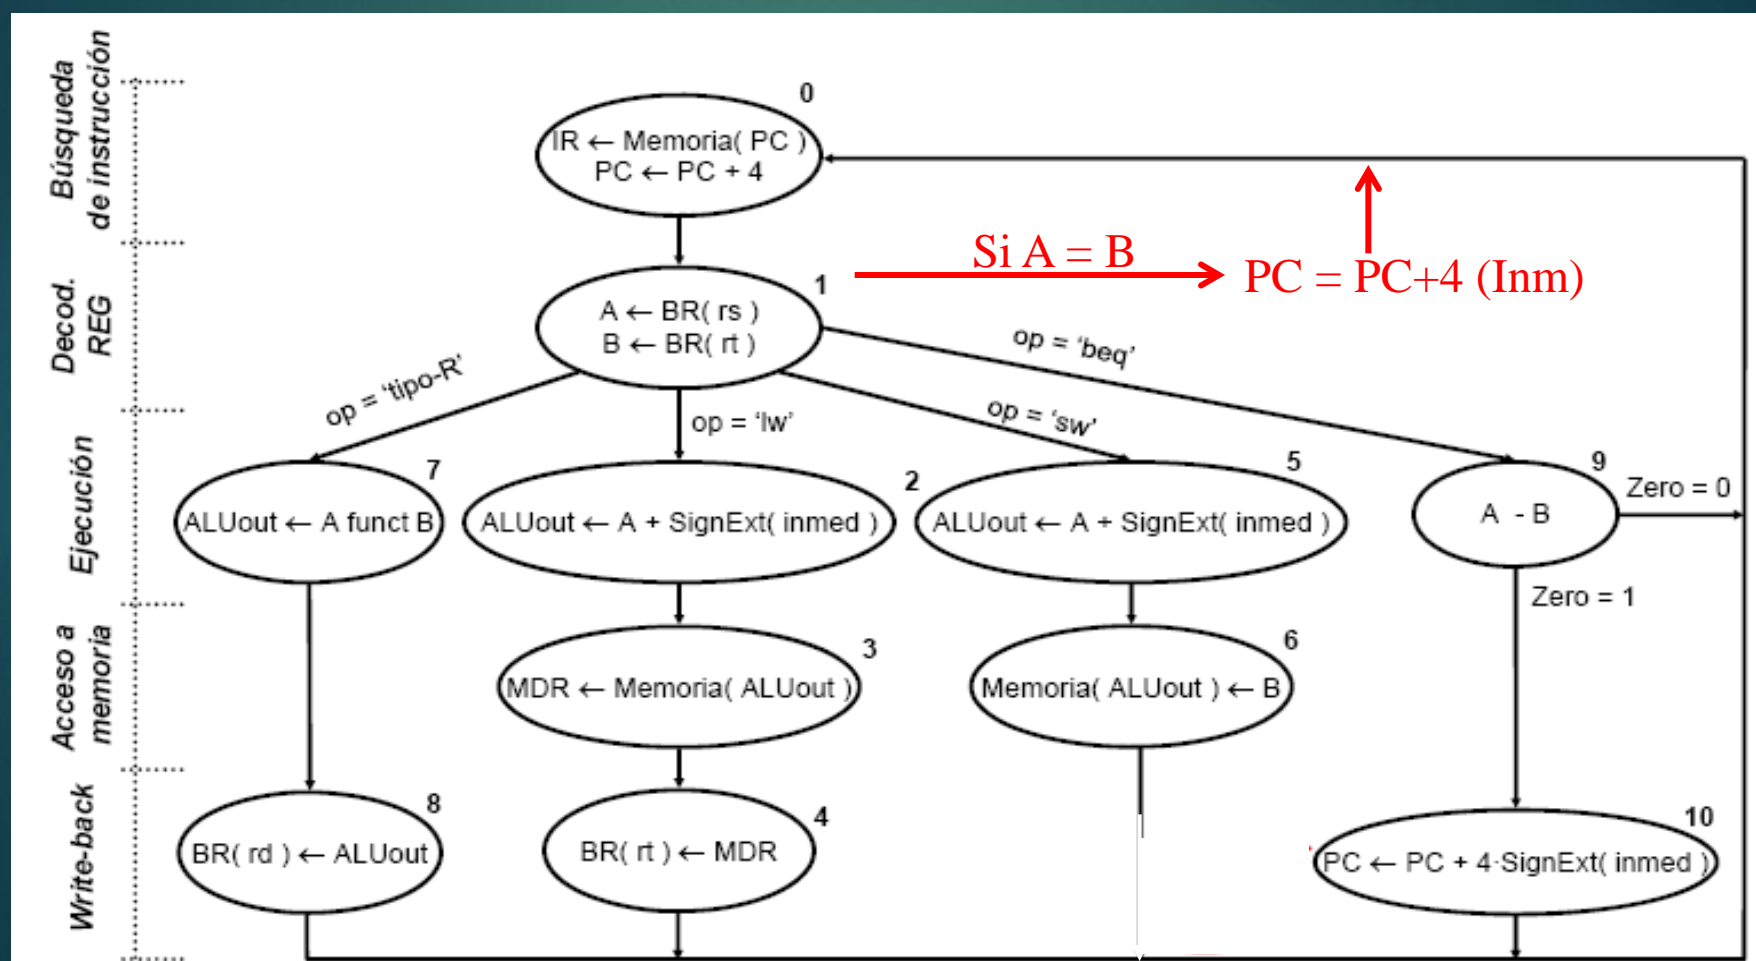 Búsqueda
de instrucción
0
IR ← Memoria( PC )
PC ← PC + 4
Si A = B
PC = PC+4 (Inm)
Decod.
REG
1
A ← BR( rs )
B ← BR( rt )
op = 'tipo-R'
op = 'lw'
op = 'sw'
op = 'beq'
Ejecución
7
ALUout ← A funct B
2
ALUout ← A + SignExt( inmed )
5
ALUout ← A + SignExt( inmed )
9
A - B
Zero = 0
Zero = 1
Acceso a
memoria
3
MDR ← Memoria( ALUout )
6
Memoria( ALUout ) ← B
Write-back
8
BR( rd ) ← ALUout
4
BR( rt ) ← MDR
10
PC ← PC + 4·SignExt( inmed )